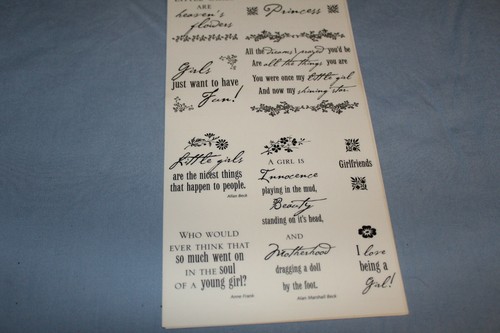 ARE
heaven's
flowers
Princess
All the dreams prayed you'd be
Are all the things you are
You were once my little girl
And now my shining star.
Girls
just want to have
Fun!
Little girls
are the nicest things
that happen to people.
Allan Beck
A GIRL IS
Innocence
playing in the mud,
Beauty
standing on it's head,
AND
Motherhood
dragging a doll
by the foot.
Alan Marshall Beck
Girlfriends
WHO WOULD
EVER THINK THAT
so much went on
IN THE soul
OF a young girl?
Anne Frank
I love
being a
Girl!